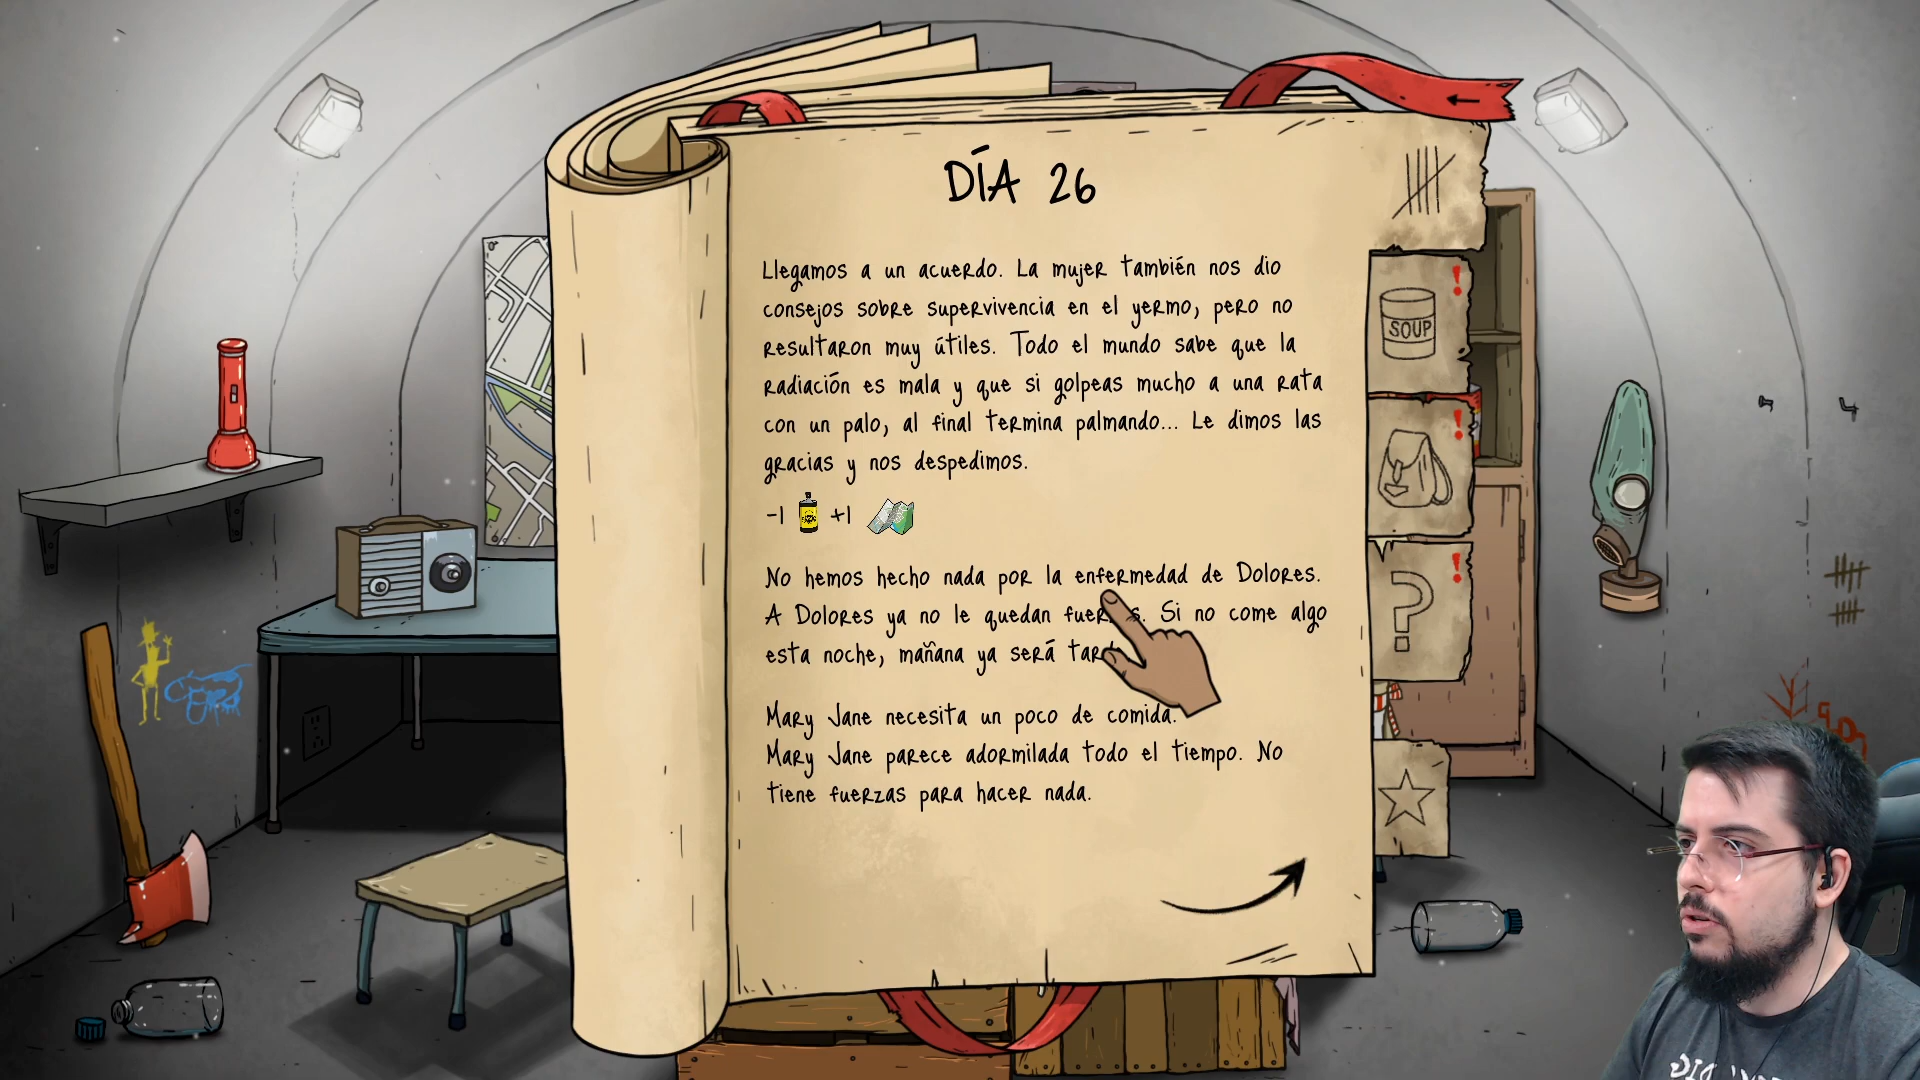 DÍA 26
Llegamos a un acuerdo. La mujer también nos dio
consejos sobre supervivencia en el yermo, pero no
resultaron muy útiles. Todo el mundo sabe que la
radiación es mala y que si golpeas mucho a una rata
con un palo, al final termina palmando... Le dimos las
gracias y nos despedimos.
-1 +1
No hemos hecho nada por la enfermedad de Dolores.
A Dolores ya no le quedan Si no come algo
esta noche, mañana ya será
Mary Jane necesita un poco de comida.
Mary Jane parece adormilada todo el tiempo. No
tiene fuerzas para hacer nada.
SOUP
!
!
?
!